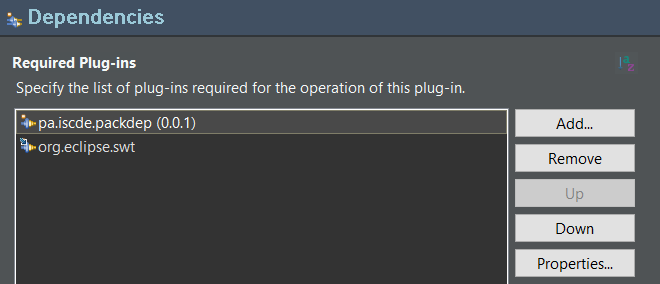 Dependencies
Required Plug-ins
Specify the list of plug-ins required for the operation of this plug-in.
pa.iscde.packdep (0.0.1)
org.eclipse.swt
Add...
Remove
Up
Down
Properties...